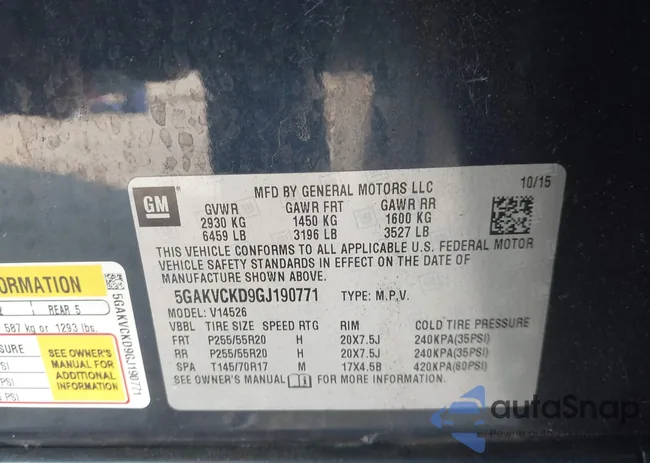 GM
MFD BY GENERAL MOTORS LLC
10/15
GVWR GAWR FRT GAWR RR
2930 KG 1450 KG 1600 KG
6459 LB 3196 LB 3527 LB
THIS VEHICLE CONFORMS TO ALL APPLICABLE U.S. FEDERAL MOTOR
VEHICLE SAFETY STANDARDS IN EFFECT ON THE DATE OF
MANUFACTURE SHOWN ABOVE.
5GAKVCKD9GJ190771 TYPE: M.P.V.
MODEL: V14526
VBBL TIRE SIZE SPEED RTG RIM COLD TIRE PRESSURE
FRT P255/55R20 H 20X7.5J 240KPA(35PSI)
RR P255/55R20 H 20X7.5J 240KPA(35PSI)
SPA T145/70R17 M 17X4.5B 420KPA(60PSI)
SEE OWNER'S MANUAL FOR MORE INFORMATION.
REAR 5
587 kg or 1293 lbs.
SEE OWNER'S
MANUAL FOR
ADDITIONAL
INFORMATION
5GAKVCKD9GJ190771
autaSnap